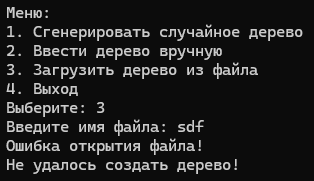 Меню:
1. Сгенерировать случайное дерево
2. Ввести дерево вручную
3. Загрузить дерево из файла
4. Выход
Выберите: 3
Введите имя файла: sdf
Ошибка открытия файла!
Не удалось создать дерево!